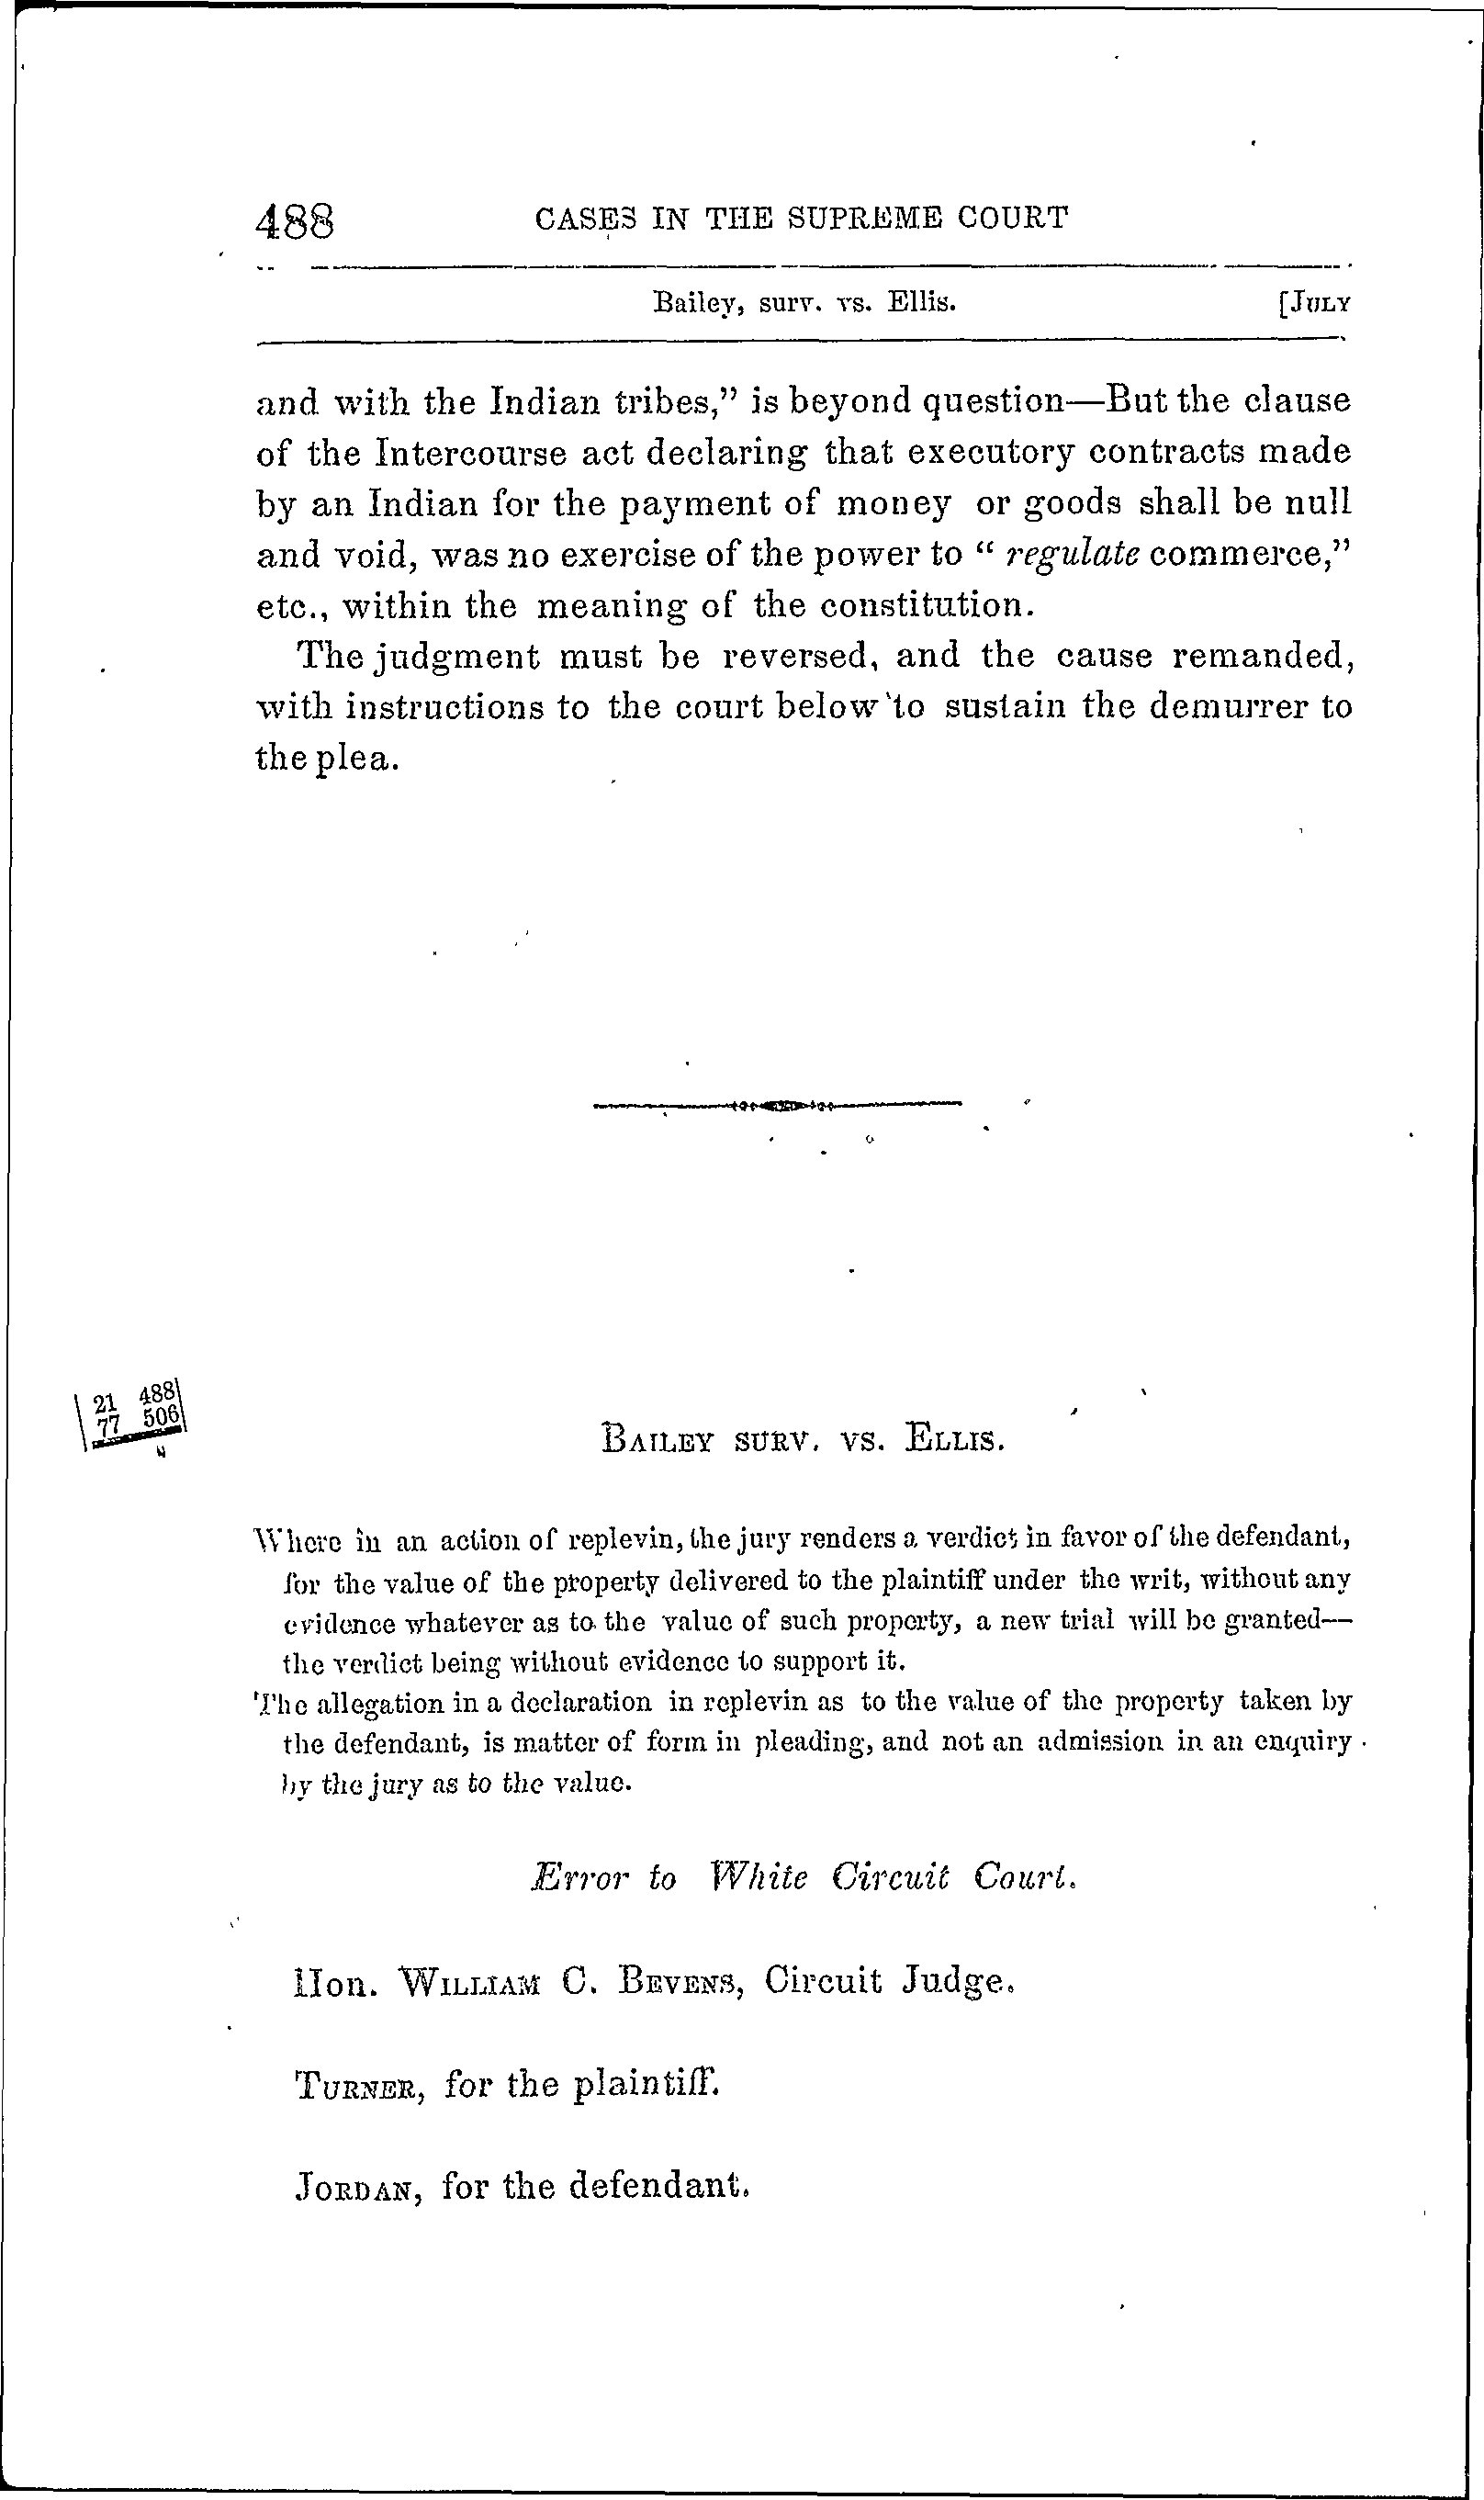 488 CASES IN THE SUPREME COURT
Bailey, surv. vs. Ellis. [JULY
and with the Indian tribes,” is beyond question—But the clause
of the Intercourse act declaring that executory contracts made
by an Indian for the payment of money or goods shall be null
and void, was no exercise of the power to “ regulate commerce,”
etc., within the meaning of the constitution.
The judgment must be reversed, and the cause remanded,
with instructions to the court below to sustain the demurrer to
the plea.
21 488
77 506
BAILEY SURV. VS. ELLIS.
Where in an action of replevin, the jury renders a verdict in favor of the defendant,
for the value of the property delivered to the plaintiff under the writ, without any
evidence whatever as to the value of such property, a new trial will be granted—
the verdict being without evidence to support it.
The allegation in a declaration in replevin as to the value of the property taken by
the defendant, is matter of form in pleading, and not an admission in an enquiry
by the jury as to the value.
Error to White Circuit Court.
Hon. WILLIAM C. BEVENS, Circuit Judge.
TURNER, for the plaintiff.
JORDAN, for the defendant.